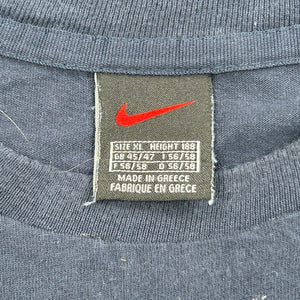 SIZE XL HEIGHT 188
GB 45/47 I 56/58
F 56/58 D 56/58
MADE IN GREECE
FABRIQUE EN GRECE